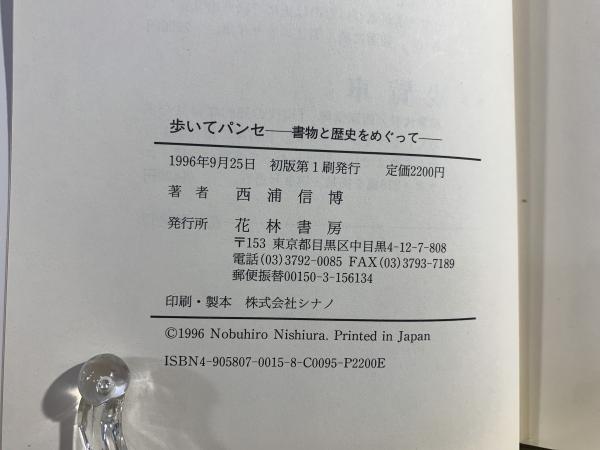 歩いてパンセ――書物と歴史をめぐって――
1996年9月25日 初版第1刷発行 定価2200円
著者 西浦信博
発行所 花林書房
〒153 東京都目黒区中目黒4-12-7-808
電話(03)3792-0085 FAX(03)3793-7189
郵便振替00150-3-156134
印刷・製本 株式会社シナノ
©1996 Nobuhiro Nishiura. Printed in Japan
ISBN4-905807-0015-8-C0095-P2200E